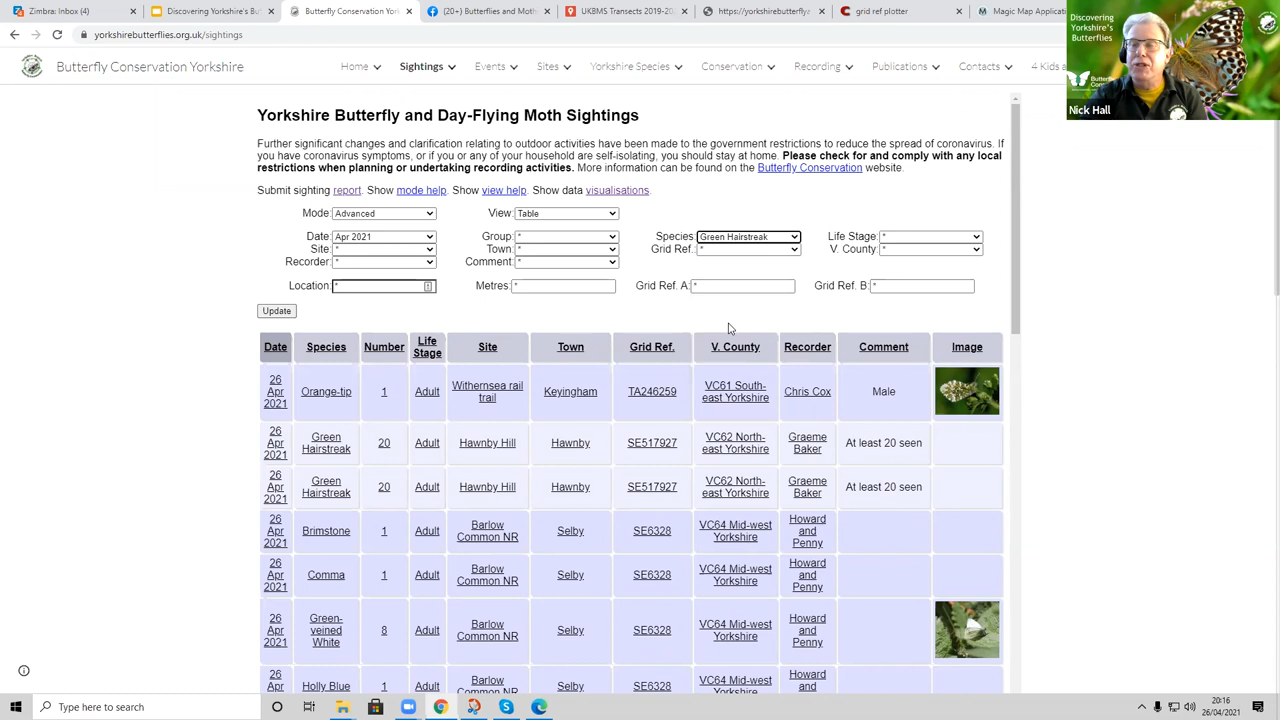 Zimbra: Inbox (4)
Discovering Yorkshire's Butterfl
Butterfly Conservation Yorkshir
(20+) Butterflies and Moths
UKBMS Transects 2019-20
https://yorkshirebutterflies
grid ref plotter
Magic Map Applicati
yorkshirebutterflies.org.uk/sightings
Discovering
Yorkshire's
Butterflies
Nick Hall
Butterfly Conservation Yorkshire
Home Sightings Events Sites Yorkshire Species Conservation Recording Publications Contacts 4 Kids
Yorkshire Butterfly and Day-Flying Moth Sightings
Further significant changes and clarification relating to outdoor activities have been made to the government restrictions to reduce the spread of coronavirus. If
you have coronavirus symptoms, or if you or any of your household are self-isolating, you should stay at home. Please check for and comply with any local
restrictions when planning or undertaking recording activities. More information can be found on the Butterfly Conservation website.
Submit sighting report. Show mode help. Show view help. Show data visualisations.
Mode: Advanced View: Table
Date: Apr 2021 Group: * Species: Green Hairstreak Life Stage: *
Site: * Town: * Grid Ref.: * V. County: *
Recorder: * Comment: *
Location: * Metres: * Grid Ref. A: * Grid Ref. B: *
Update
Date Species Number Life Stage Site Town Grid Ref. V. County Recorder Comment Image
26 Apr 2021 Orange-tip 1 Adult Withernsea rail trail Keyingham TA246259 VC61 South-east Yorkshire Chris Cox Male
26 Apr 2021 Green Hairstreak 20 Adult Hawnby Hill Hawnby SE517927 VC62 North-east Yorkshire Graeme Baker At least 20 seen
26 Apr 2021 Green Hairstreak 20 Adult Hawnby Hill Hawnby SE517927 VC62 North-east Yorkshire Graeme Baker At least 20 seen
26 Apr 2021 Brimstone 1 Adult Barlow Common NR Selby SE6328 VC64 Mid-west Yorkshire Howard and Penny
26 Apr 2021 Comma 1 Adult Barlow Common NR Selby SE6328 VC64 Mid-west Yorkshire Howard and Penny
26 Apr 2021 Green-veined White 8 Adult Barlow Common NR Selby SE6328 VC64 Mid-west Yorkshire Howard and Penny
26 Apr Holly Blue 1 Adult Barlow Common NR Selby SE6328 VC64 Mid-west Yorkshire Howard and
Type here to search
20:16
26/04/2021